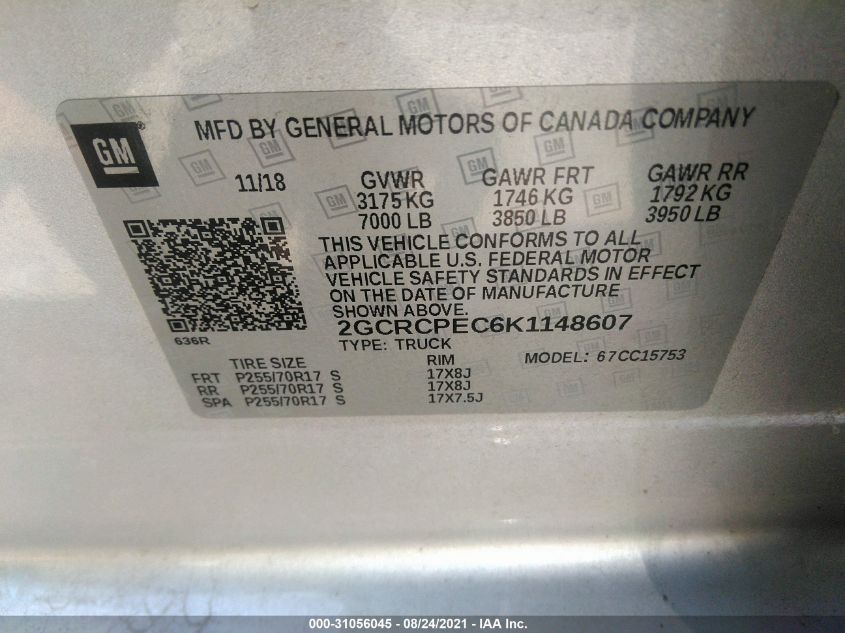 GM
MFD BY GENERAL MOTORS OF CANADA COMPANY
11/18 GVWR GAWR FRT GAWR RR
3175 KG 1746 KG 1792 KG
7000 LB 3850 LB 3950 LB
THIS VEHICLE CONFORMS TO ALL
APPLICABLE U.S. FEDERAL MOTOR
VEHICLE SAFETY STANDARDS IN EFFECT
ON THE DATE OF MANUFACTURE
SHOWN ABOVE.
636R
2GCRCPEC6K1148607
TYPE: TRUCK MODEL: 67CC15753
TIRE SIZE RIM
FRT P255/70R17 S 17X8J
RR P255/70R17 S 17X8J
SPA P255/70R17 S 17X7.5J
000-31056045 - 08/24/2021 - IAA Inc.